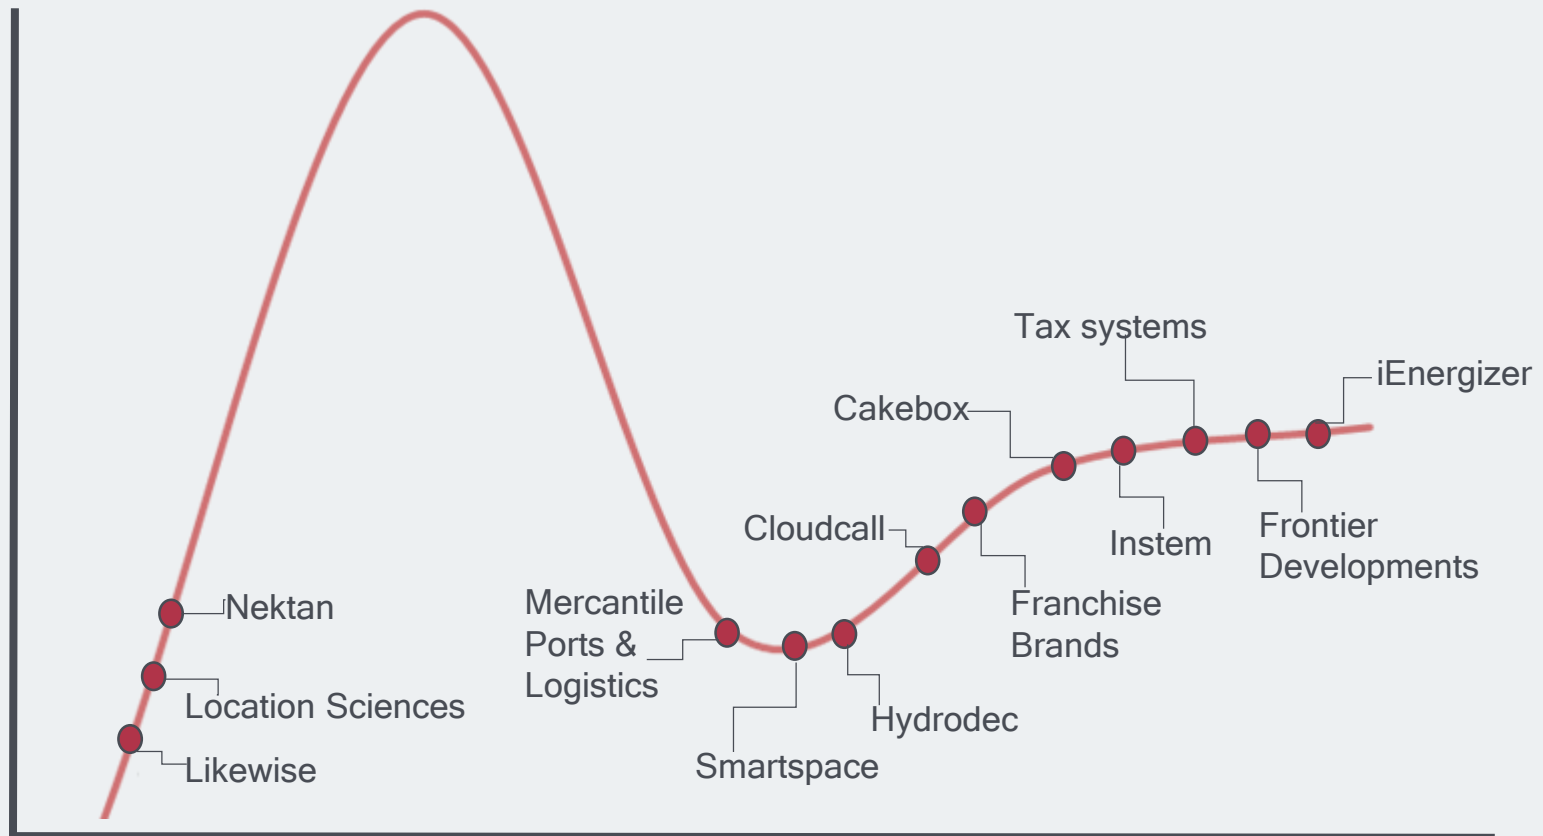 Tax systems
iEnergizer
Cakebox
Cloudcall
Instem
Frontier
Developments
Nektan
Mercantile
Ports &
Logistics
Franchise
Brands
Location Sciences
Hydrodec
Likewise
Smartspace